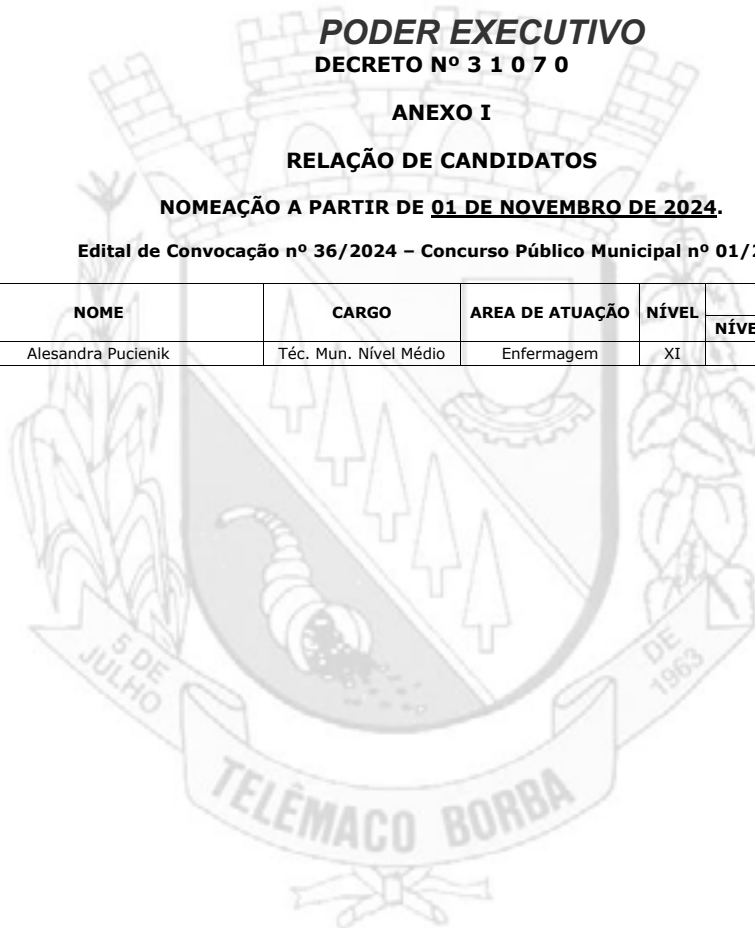 PODER EXECUTIVO
DECRETO Nº 3 1 0 7 0
ANEXO I
RELAÇÃO DE CANDIDATOS
NOMEAÇÃO A PARTIR DE 01 DE NOVEMBRO DE 2024.
Edital de Convocação nº 36/2024 – Concurso Público Municipal nº 01/
NOME CARGO AREA DE ATUAÇÃO NÍVEL
Alesandra Pucienik Téc. Mun. Nível Médio Enfermagem XI
5 DE JULHO DE 1963
TELÊMACO BORBA